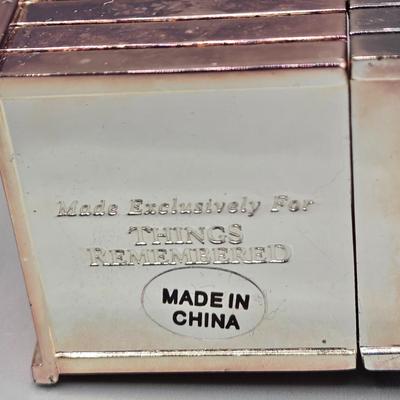 Made Exclusively For
THINGS
REMEMBERED
MADE IN
CHINA